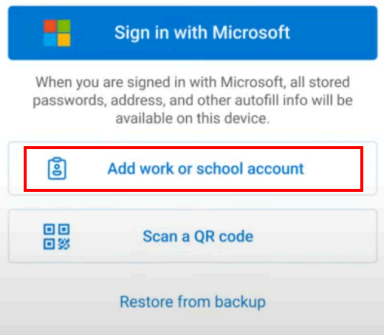 Sign in with Microsoft
When you are signed in with Microsoft, all stored
passwords, address, and other autofill info will be
available on this device.
Add work or school account
Scan a QR code
Restore from backup